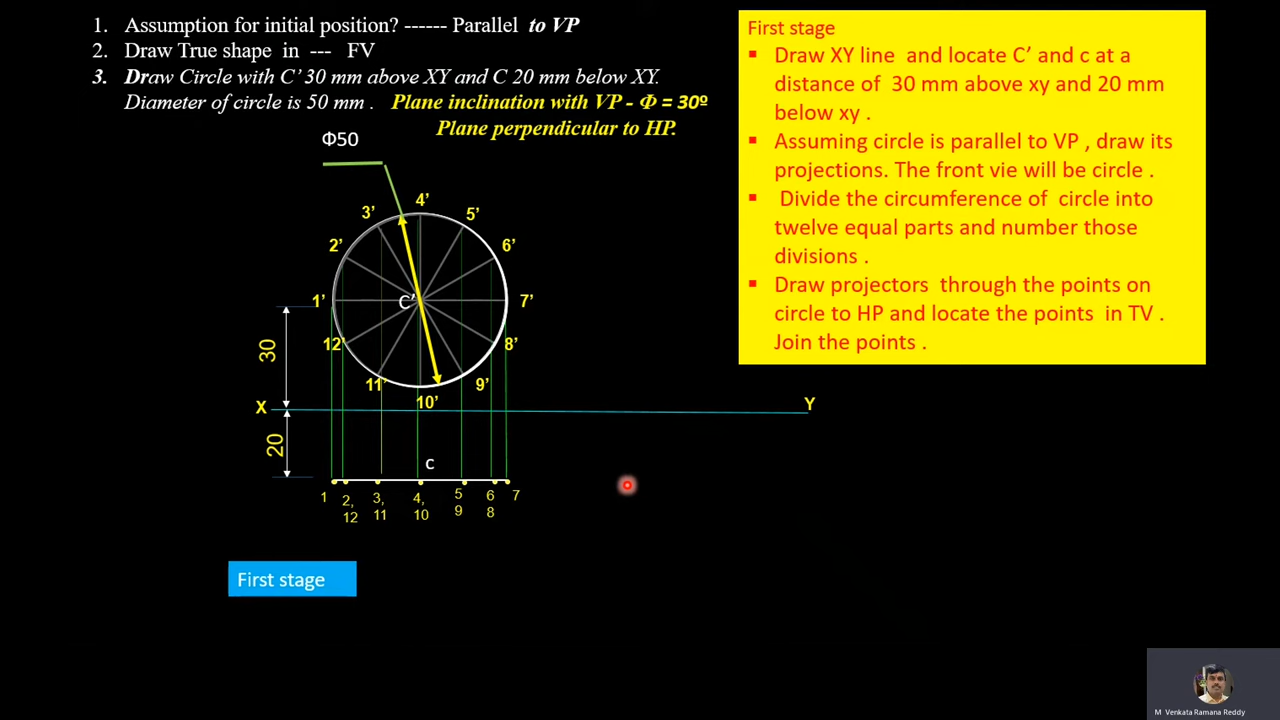 1. Assumption for initial position? ------ Parallel to VP
2. Draw True shape in --- FV
3. Draw Circle with C’ 30 mm above XY and C 20 mm below XY.
Diameter of circle is 50 mm . Plane inclination with VP - Φ = 30º
Plane perpendicular to HP.
Φ50
4’
3’
5’
2’
6’
1’
C’
7’
12’
8’
11’
9’
10’
30
X
Y
20
C
1
2,
12
3,
11
4,
10
5
9
6
8
7
First stage
First stage
▪ Draw XY line and locate C’ and c at a
distance of 30 mm above xy and 20 mm
below xy .
▪ Assuming circle is parallel to VP , draw its
projections. The front vie will be circle .
▪ Divide the circumference of circle into
twelve equal parts and number those
divisions .
▪ Draw projectors through the points on
circle to HP and locate the points in TV .
Join the points .
M Venkata Ramana Reddy